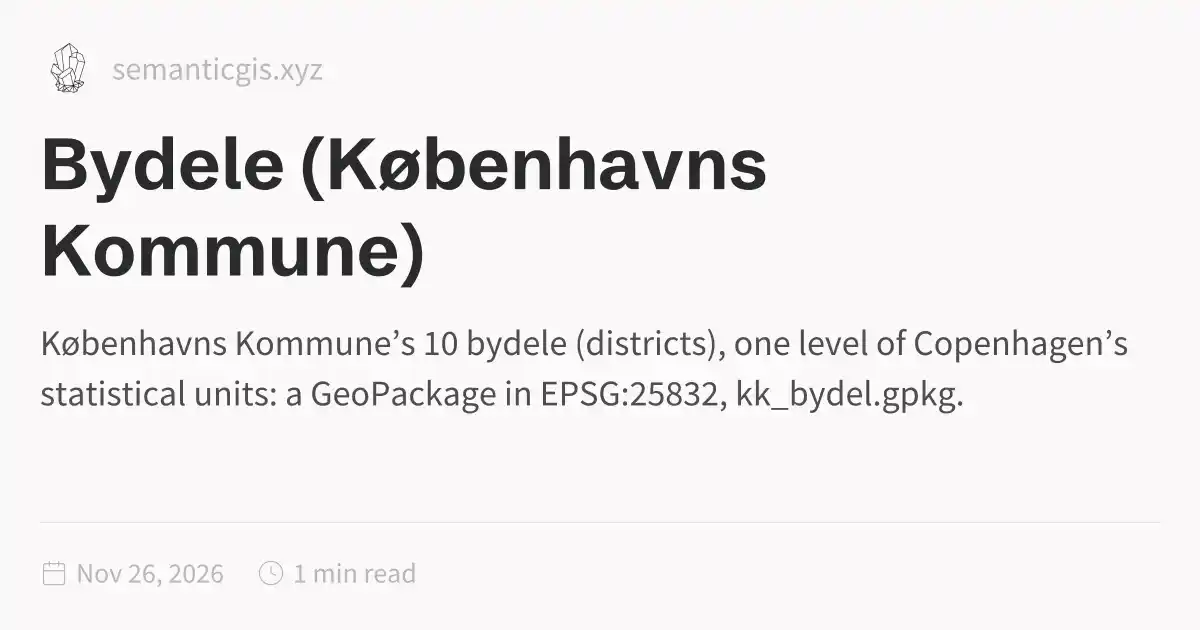 semanticgis.xyz
Bydele (Københavns
Kommune)
Københavns Kommune’s 10 bydele (districts), one level of Copenhagen’s
statistical units: a GeoPackage in EPSG:25832, kk_bydel.gpkg.
Nov 26, 2026 1 min read